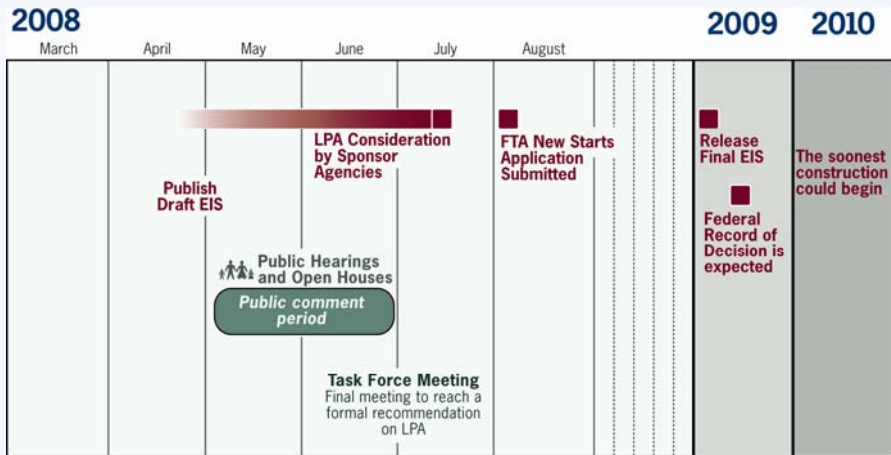 2008
2009
2010
March
April
May
June
July
August
LPA Consideration
by Sponsor
Agencies
FTA New Starts
Application
Submitted
Release
Final EIS
The soonest
construction
could begin
Publish
Draft EIS
Federal
Record of
Decision is
expected
Public Hearings
and Open Houses
Public comment
period
Task Force Meeting
Final meeting to reach a
formal recommendation
on LPA